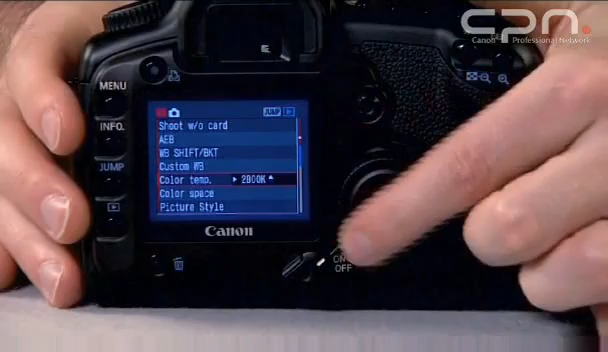 CPN.
Canon Professional Network
MENU
INFO.
JUMP
JUMP
Shoot w/o card
AEB
WB SHIFT/BKT
Custom WB
Color temp. ▸ 2800K
Color space
Picture Style
Canon
ON
OFF